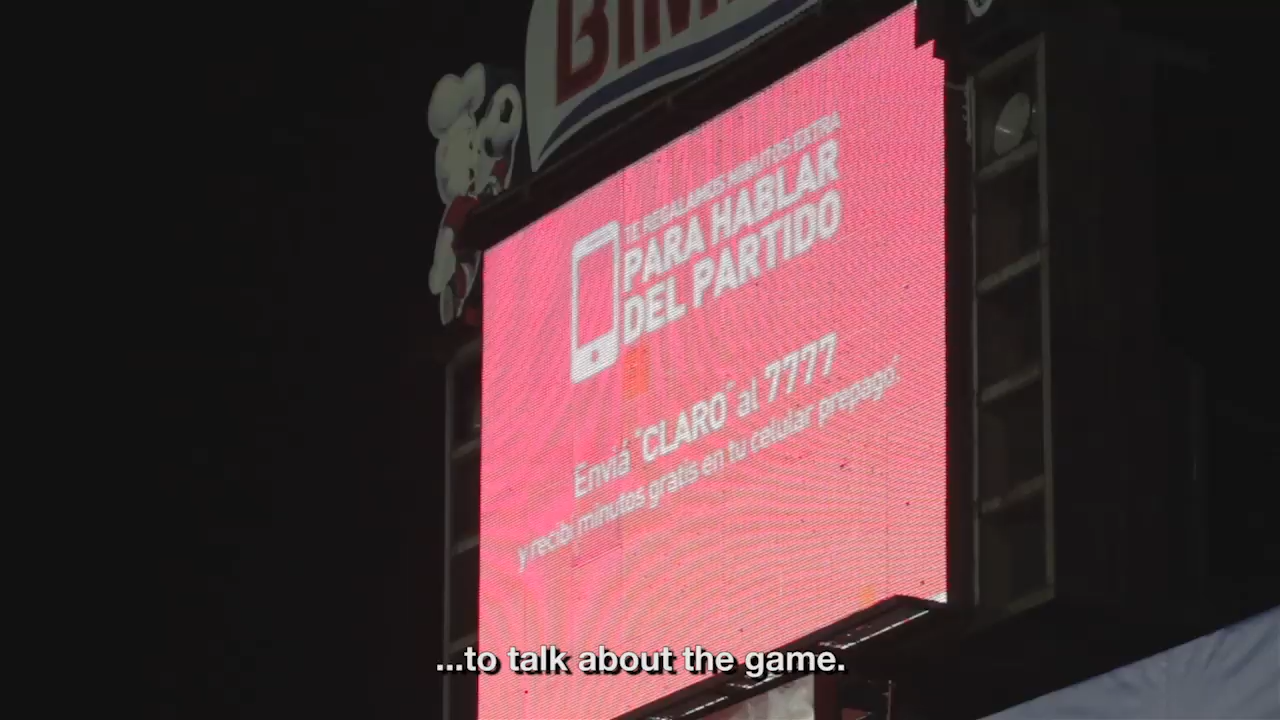 TE REGALAMOS MINUTOS EXTRA
PARA HABLAR
DEL PARTIDO
Enviá "CLARO" al 7777
y recibí minutos gratis en tu celular prepago.
...to talk about the game.